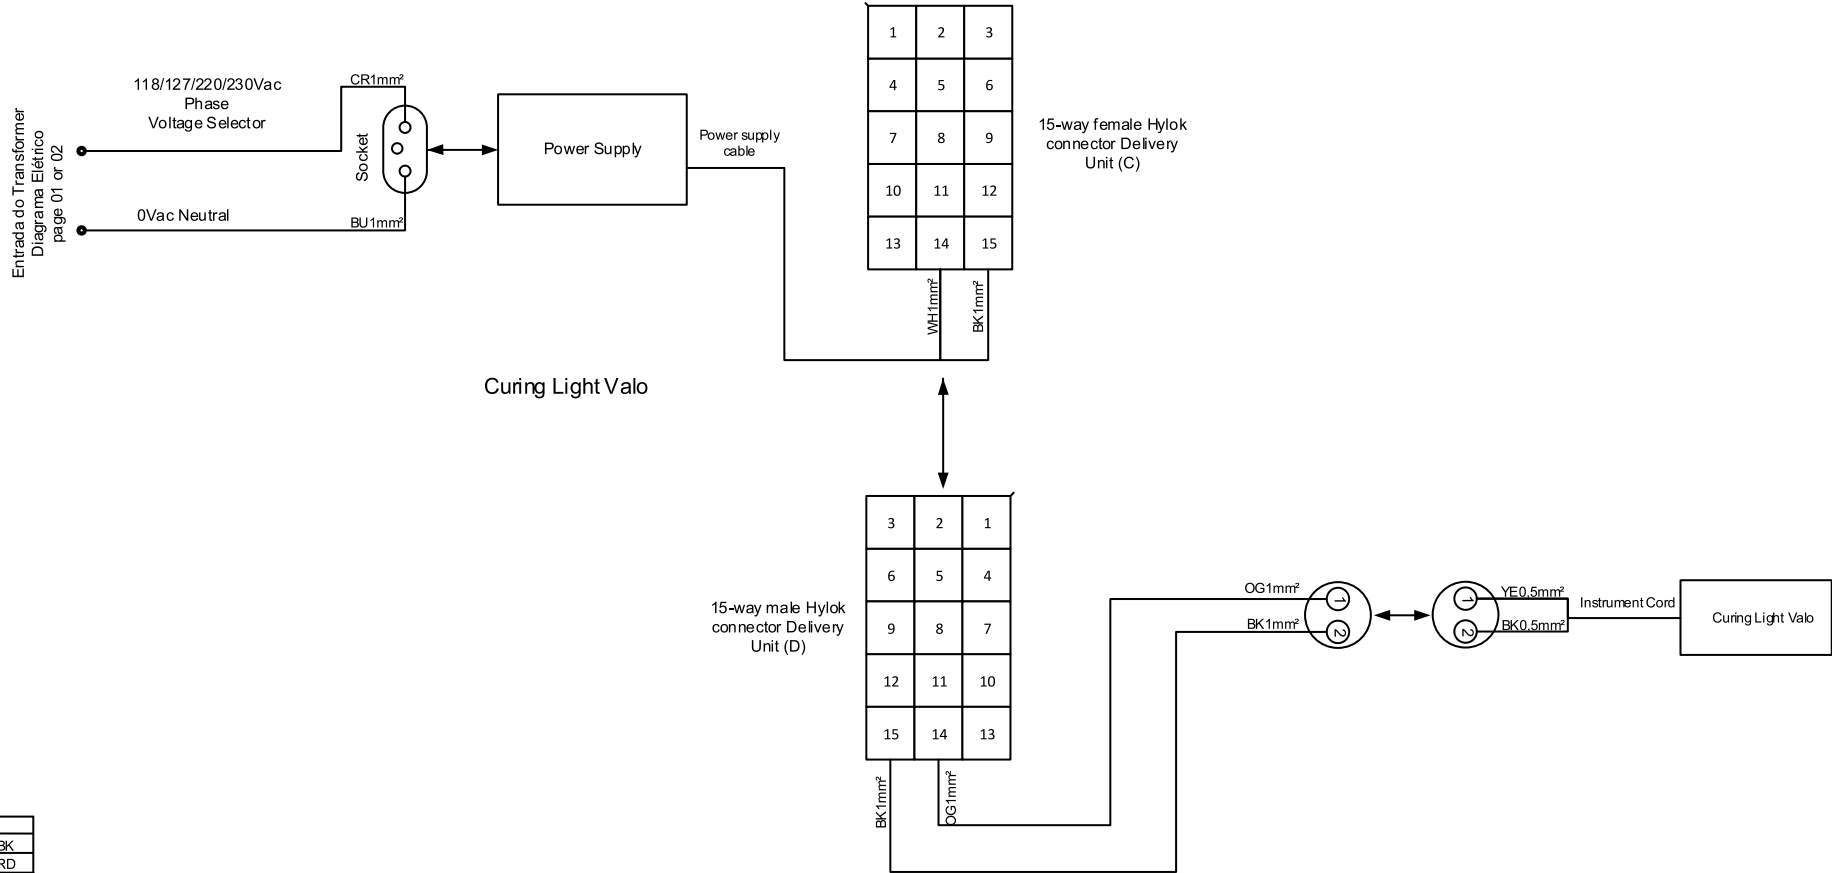 118/127/220/230Vac
Phase
Voltage Selector
CR1mm²
Entrada do Transformer
Diagrama Elétrico
page 01 or 02
Socket
0Vac Neutral
BU1mm²
Power Supply
Power supply
cable
1 2 3
4 5 6
7 8 9
10 11 12
13 14 15
15-way female Hylok
connector Delivery
Unit (C)
WH1mm²
BK1mm²
Curing Light Valo
3 2 1
6 5 4
9 8 7
12 11 10
15 14 13
15-way male Hylok
connector Delivery
Unit (D)
BK1mm²
OG1mm²
OG1mm²
BK1mm²
1
2
1
2
YE0,5mm²
BK0,5mm²
Instrument Cord
Curing Light Valo
BK
RD